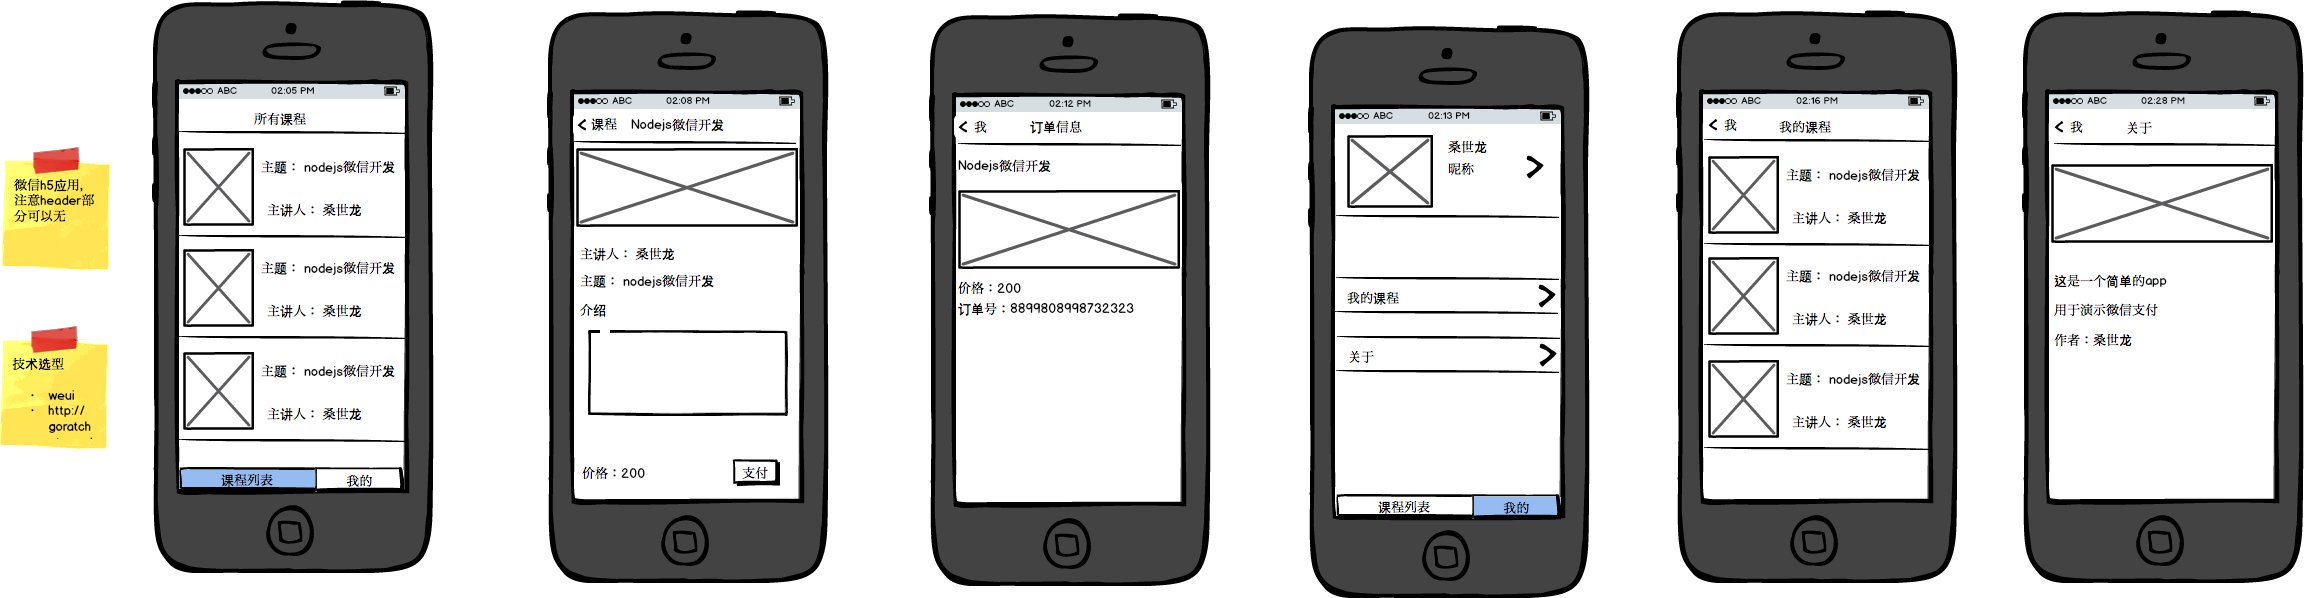 微信h5应用,
注意header部
分可以无
技术选型
• weui
• http://
goratch
ABC 02:05 PM
所有课程
主题： nodejs微信开发
主讲人： 桑世龙
主题： nodejs微信开发
主讲人： 桑世龙
主题： nodejs微信开发
主讲人： 桑世龙
课程列表 我的
ABC 02:08 PM
课程 Nodejs微信开发
主讲人： 桑世龙
主题： nodejs微信开发
介绍
价格：200 支付
ABC 02:12 PM
我 订单信息
Nodejs微信开发
价格：200
订单号：8899808998732323
ABC 02:13 PM
桑世龙
昵称
我的课程
关于
课程列表 我的
ABC 02:16 PM
我 我的课程
主题： nodejs微信开发
主讲人： 桑世龙
主题： nodejs微信开发
主讲人： 桑世龙
主题： nodejs微信开发
主讲人： 桑世龙
ABC 02:28 PM
我 关于
这是一个简单的app
用于演示微信支付
作者：桑世龙